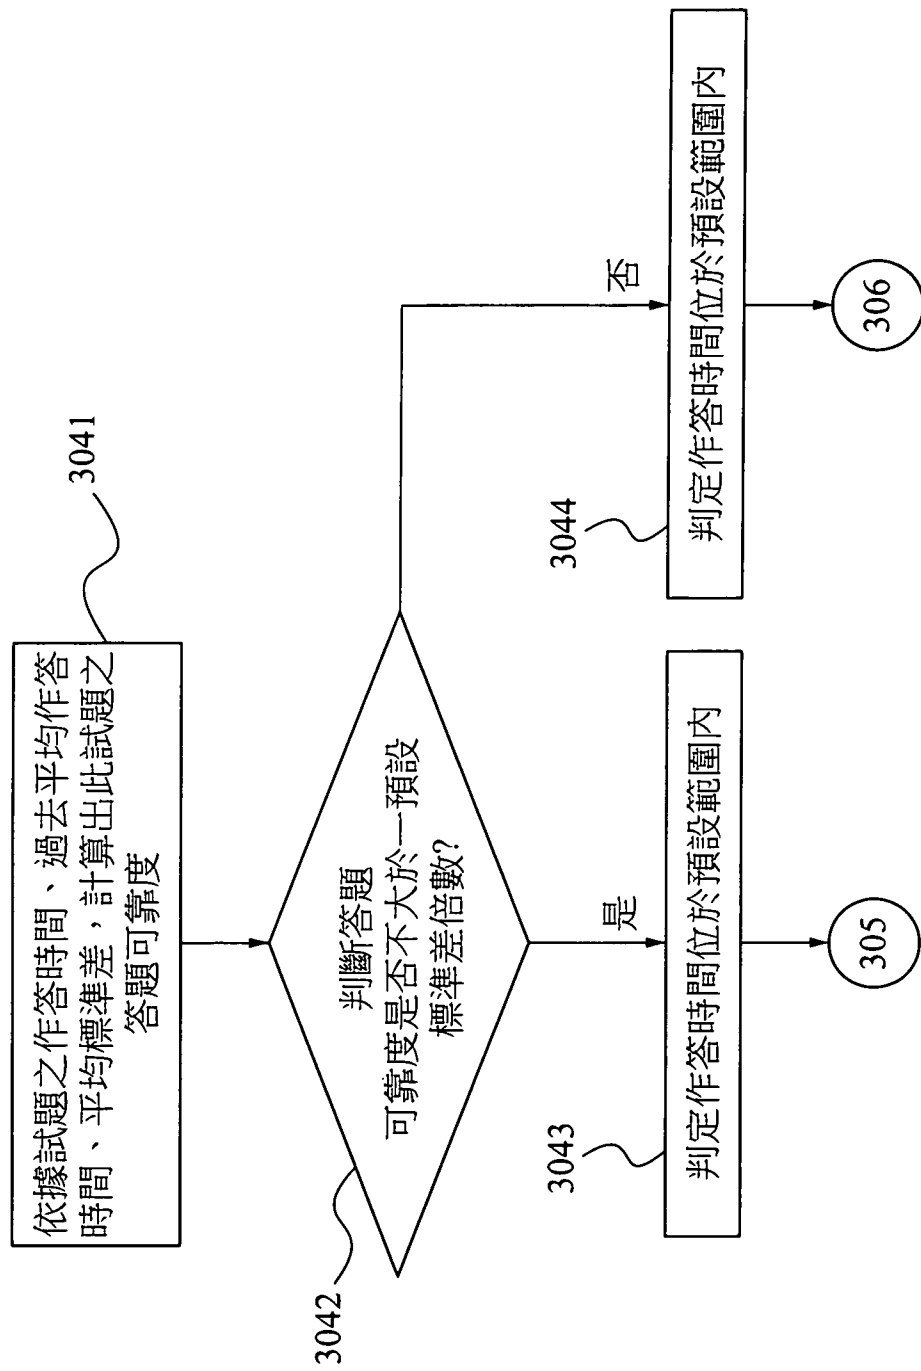 依據試題之作答時間、過去平均作答
時間、平均標準差，計算出此試題之
答題可靠度
3041
判斷答題
可靠度是否不大於一預設
標準差倍數?
3042
是
否
判定作答時間位於預設範圍內
3043
判定作答時間位於預設範圍內
3044
305
306